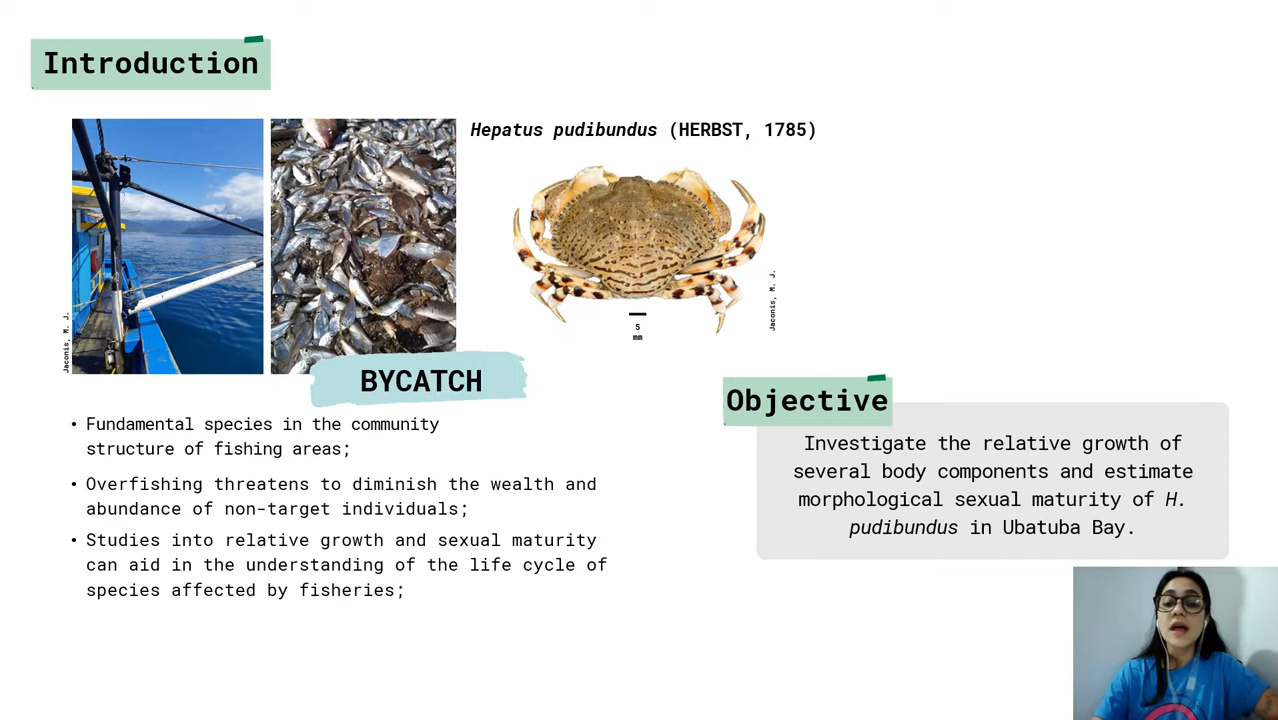 Introduction
Hepatus pudibundus (HERBST, 1785)
Jaconis, M. J.
Jaconis, M. J.
5
mm
BYCATCH
• Fundamental species in the community
structure of fishing areas;
• Overfishing threatens to diminish the wealth and
abundance of non-target individuals;
• Studies into relative growth and sexual maturity
can aid in the understanding of the life cycle of
species affected by fisheries;
Objective
Investigate the relative growth of
several body components and estimate
morphological sexual maturity of H.
pudibundus in Ubatuba Bay.